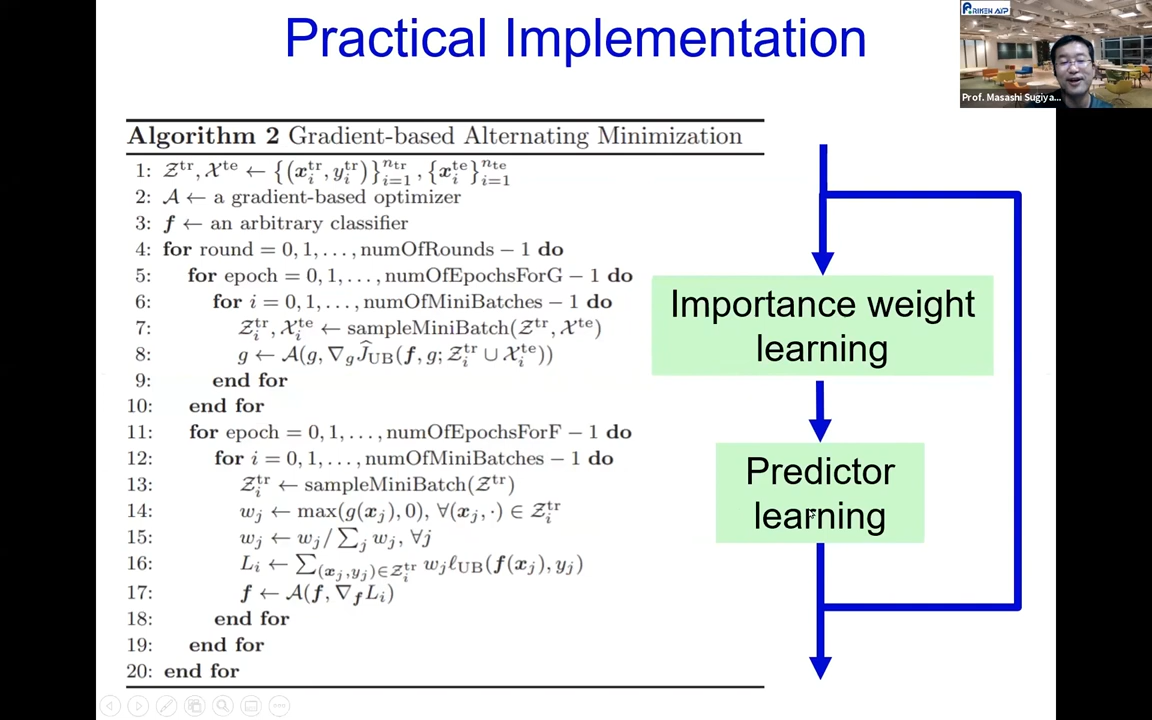 Practical Implementation
RIKEN AIP
Prof. Masashi Sugiya...
Algorithm 2 Gradient-based Alternating Minimization
1: 𝒵^tr, 𝒳^te ← {(x_i^tr, y_i^tr)}_{i=1}^{n_tr}, {x_i^te}_{i=1}^{n_te}
2: 𝒜 ← a gradient-based optimizer
3: f ← an arbitrary classifier
4: for round = 0, 1, . . . , numOfRounds − 1 do
5: for epoch = 0, 1, . . . , numOfEpochsForG − 1 do
6: for i = 0, 1, . . . , numOfMiniBatches − 1 do
7: 𝒵_i^tr, 𝒳_i^te ← sampleMiniBatch(𝒵^tr, 𝒳^te)
8: g ← 𝒜(g, ∇_g Ĵ_UB(f, g; 𝒵_i^tr ∪ 𝒳_i^te))
9: end for
10: end for
11: for epoch = 0, 1, . . . , numOfEpochsForF − 1 do
12: for i = 0, 1, . . . , numOfMiniBatches − 1 do
13: 𝒵_i^tr ← sampleMiniBatch(𝒵^tr)
14: w_j ← max(g(x_j), 0), ∀(x_j, ·) ∈ 𝒵_i^tr
15: w_j ← w_j / ∑_j w_j, ∀j
16: L_i ← ∑_{(x_j,y_j)∈𝒵_i^tr} w_j ℓ_UB(f(x_j), y_j)
17: f ← 𝒜(f, ∇_f L_i)
18: end for
19: end for
20: end for
Importance weight
learning
Predictor
learning